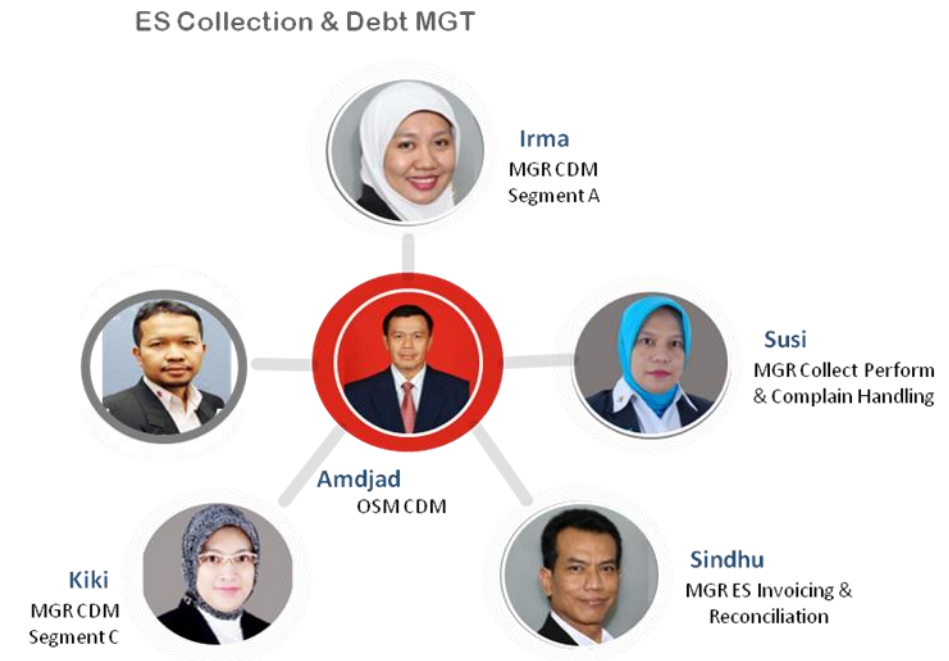 ES Collection & Debt MGT
Irma
MGR CDM
Segment A
Susi
MGR Collect Perform
& Complain Handling
Amdjad
OSM CDM
Sindhu
MGR ES Invoicing &
Reconciliation
Kiki
MGR CDM
Segment C